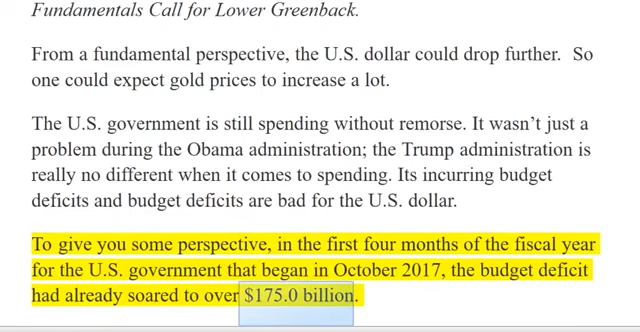 Fundamentals Call for Lower Greenback.
From a fundamental perspective, the U.S. dollar could drop further. So
one could expect gold prices to increase a lot.
The U.S. government is still spending without remorse. It wasn't just a
problem during the Obama administration; the Trump administration is
really no different when it comes to spending. Its incurring budget
deficits and budget deficits are bad for the U.S. dollar.
To give you some perspective, in the first four months of the fiscal year
for the U.S. government that began in October 2017, the budget deficit
had already soared to over $175.0 billion.